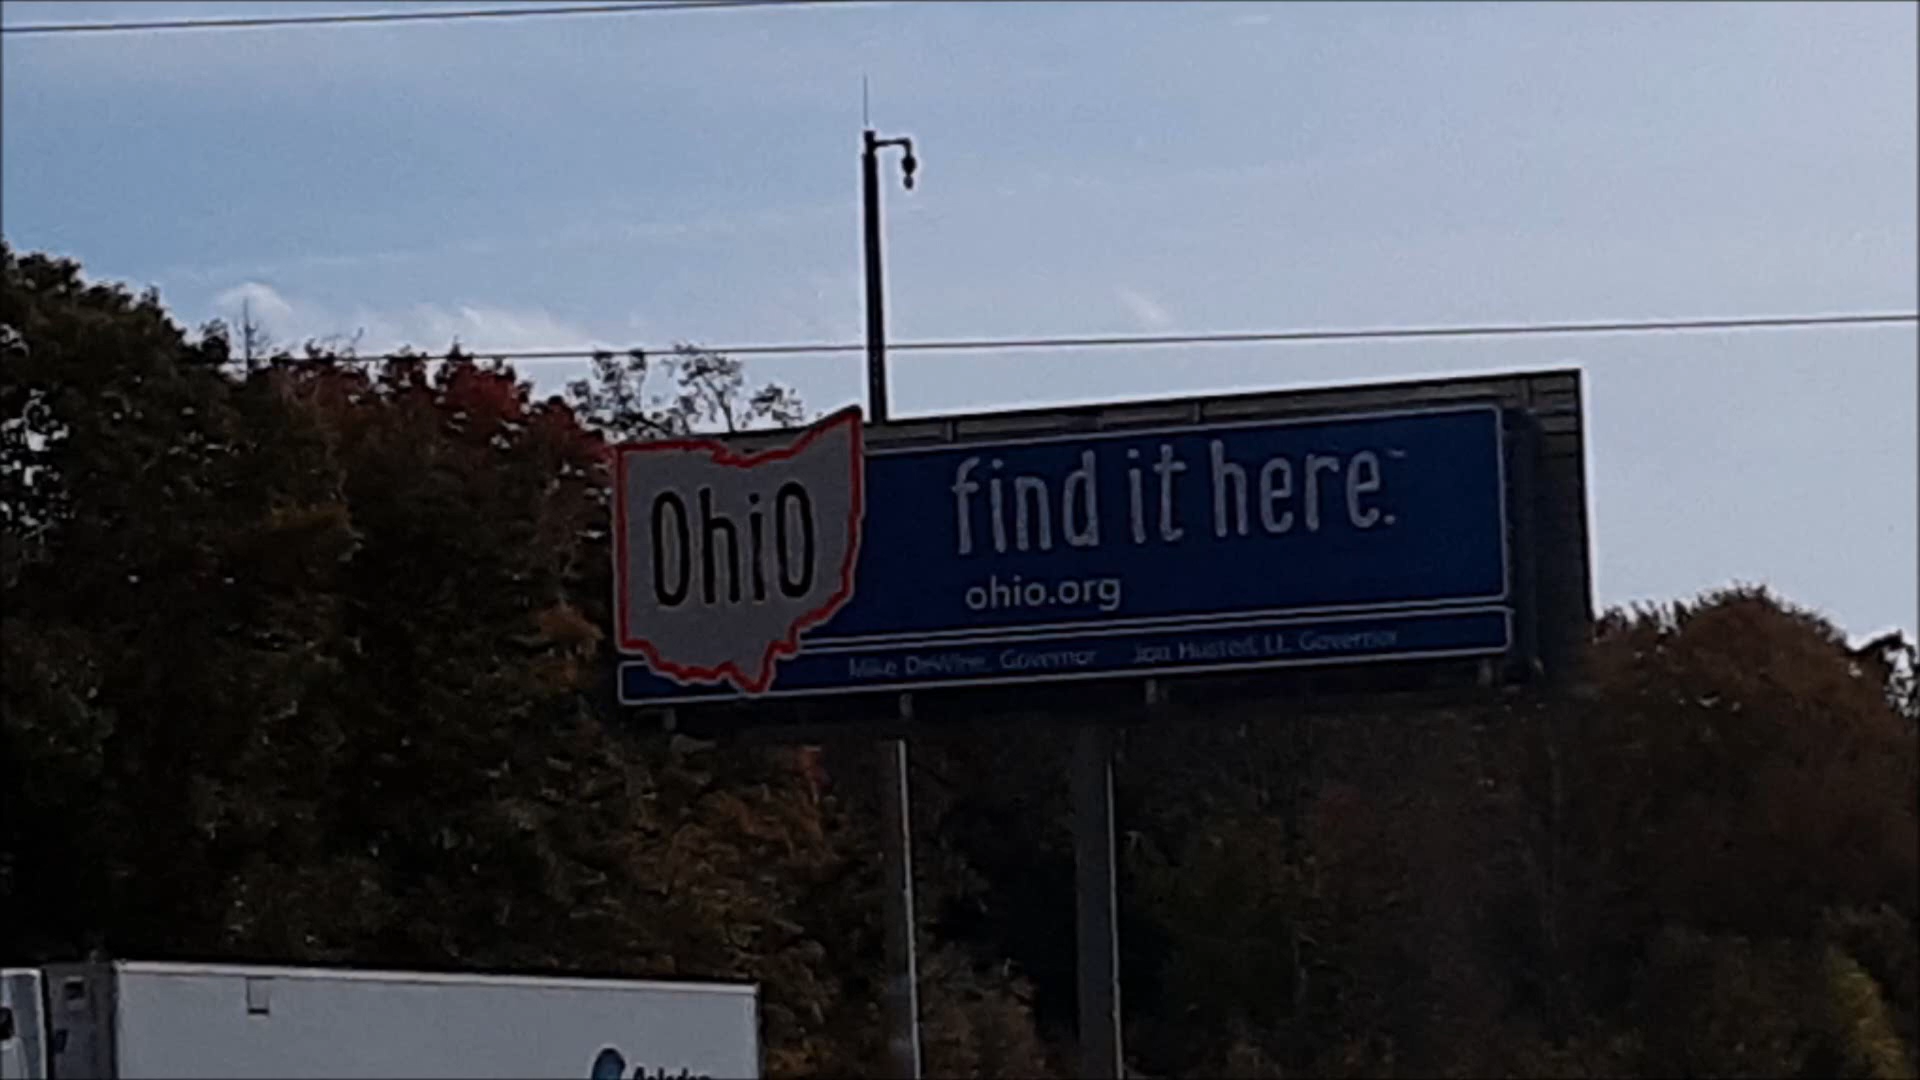 Ohio
find it here.
ohio.org
Mike DeWine, Governor Jon Husted, Lt. Governor